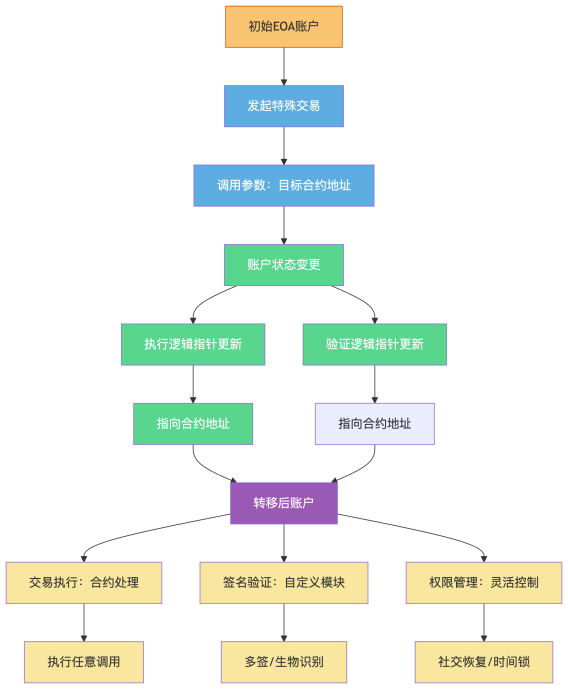 初始EOA账户
发起特殊交易
调用参数：目标合约地址
账户状态变更
执行逻辑指针更新
验证逻辑指针更新
指向合约地址
指向合约地址
转移后账户
交易执行：合约处理
签名验证：自定义模块
权限管理：灵活控制
执行任意调用
多签/生物识别
社交恢复/时间锁